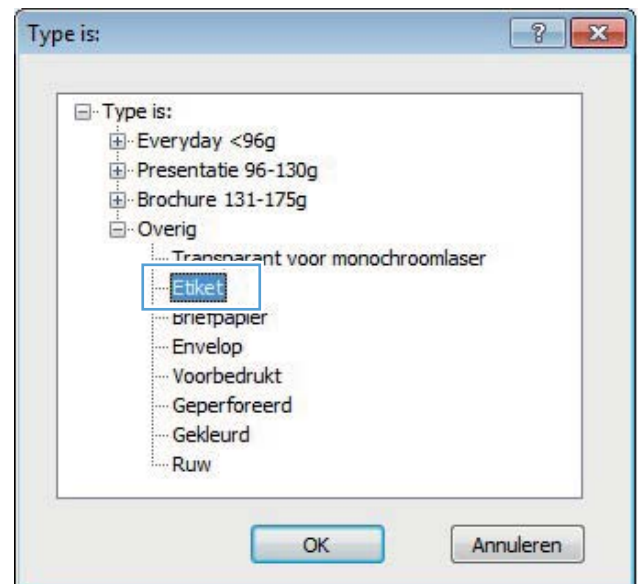 Type is:
Type is:
Everyday <96g
Presentatie 96-130g
Brochure 131-175g
Overig
Transparant voor monochroomlaser
Etiket
Briefpapier
Envelop
Voorbedrukt
Geperforeerd
Gekleurd
Ruw
OK Annuleren